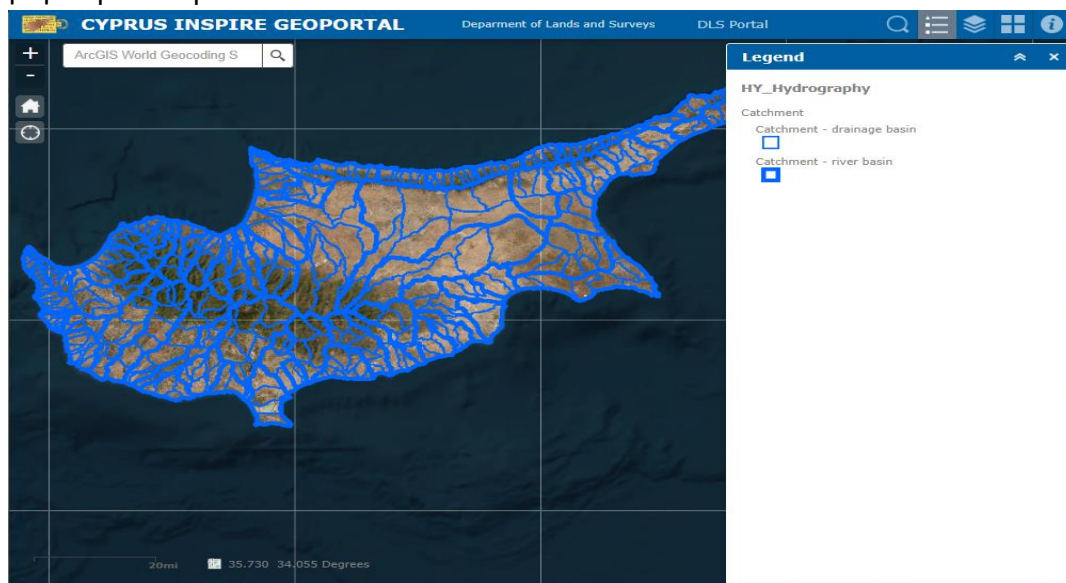 CYPRUS INSPIRE GEOPORTAL
Deparment of Lands and Surveys
DLS Portal
+
ArcGIS World Geocoding S
-
Legend
HY_Hydrography
Catchment
Catchment - drainage basin
Catchment - river basin
20mi
35.730 34.055 Degrees